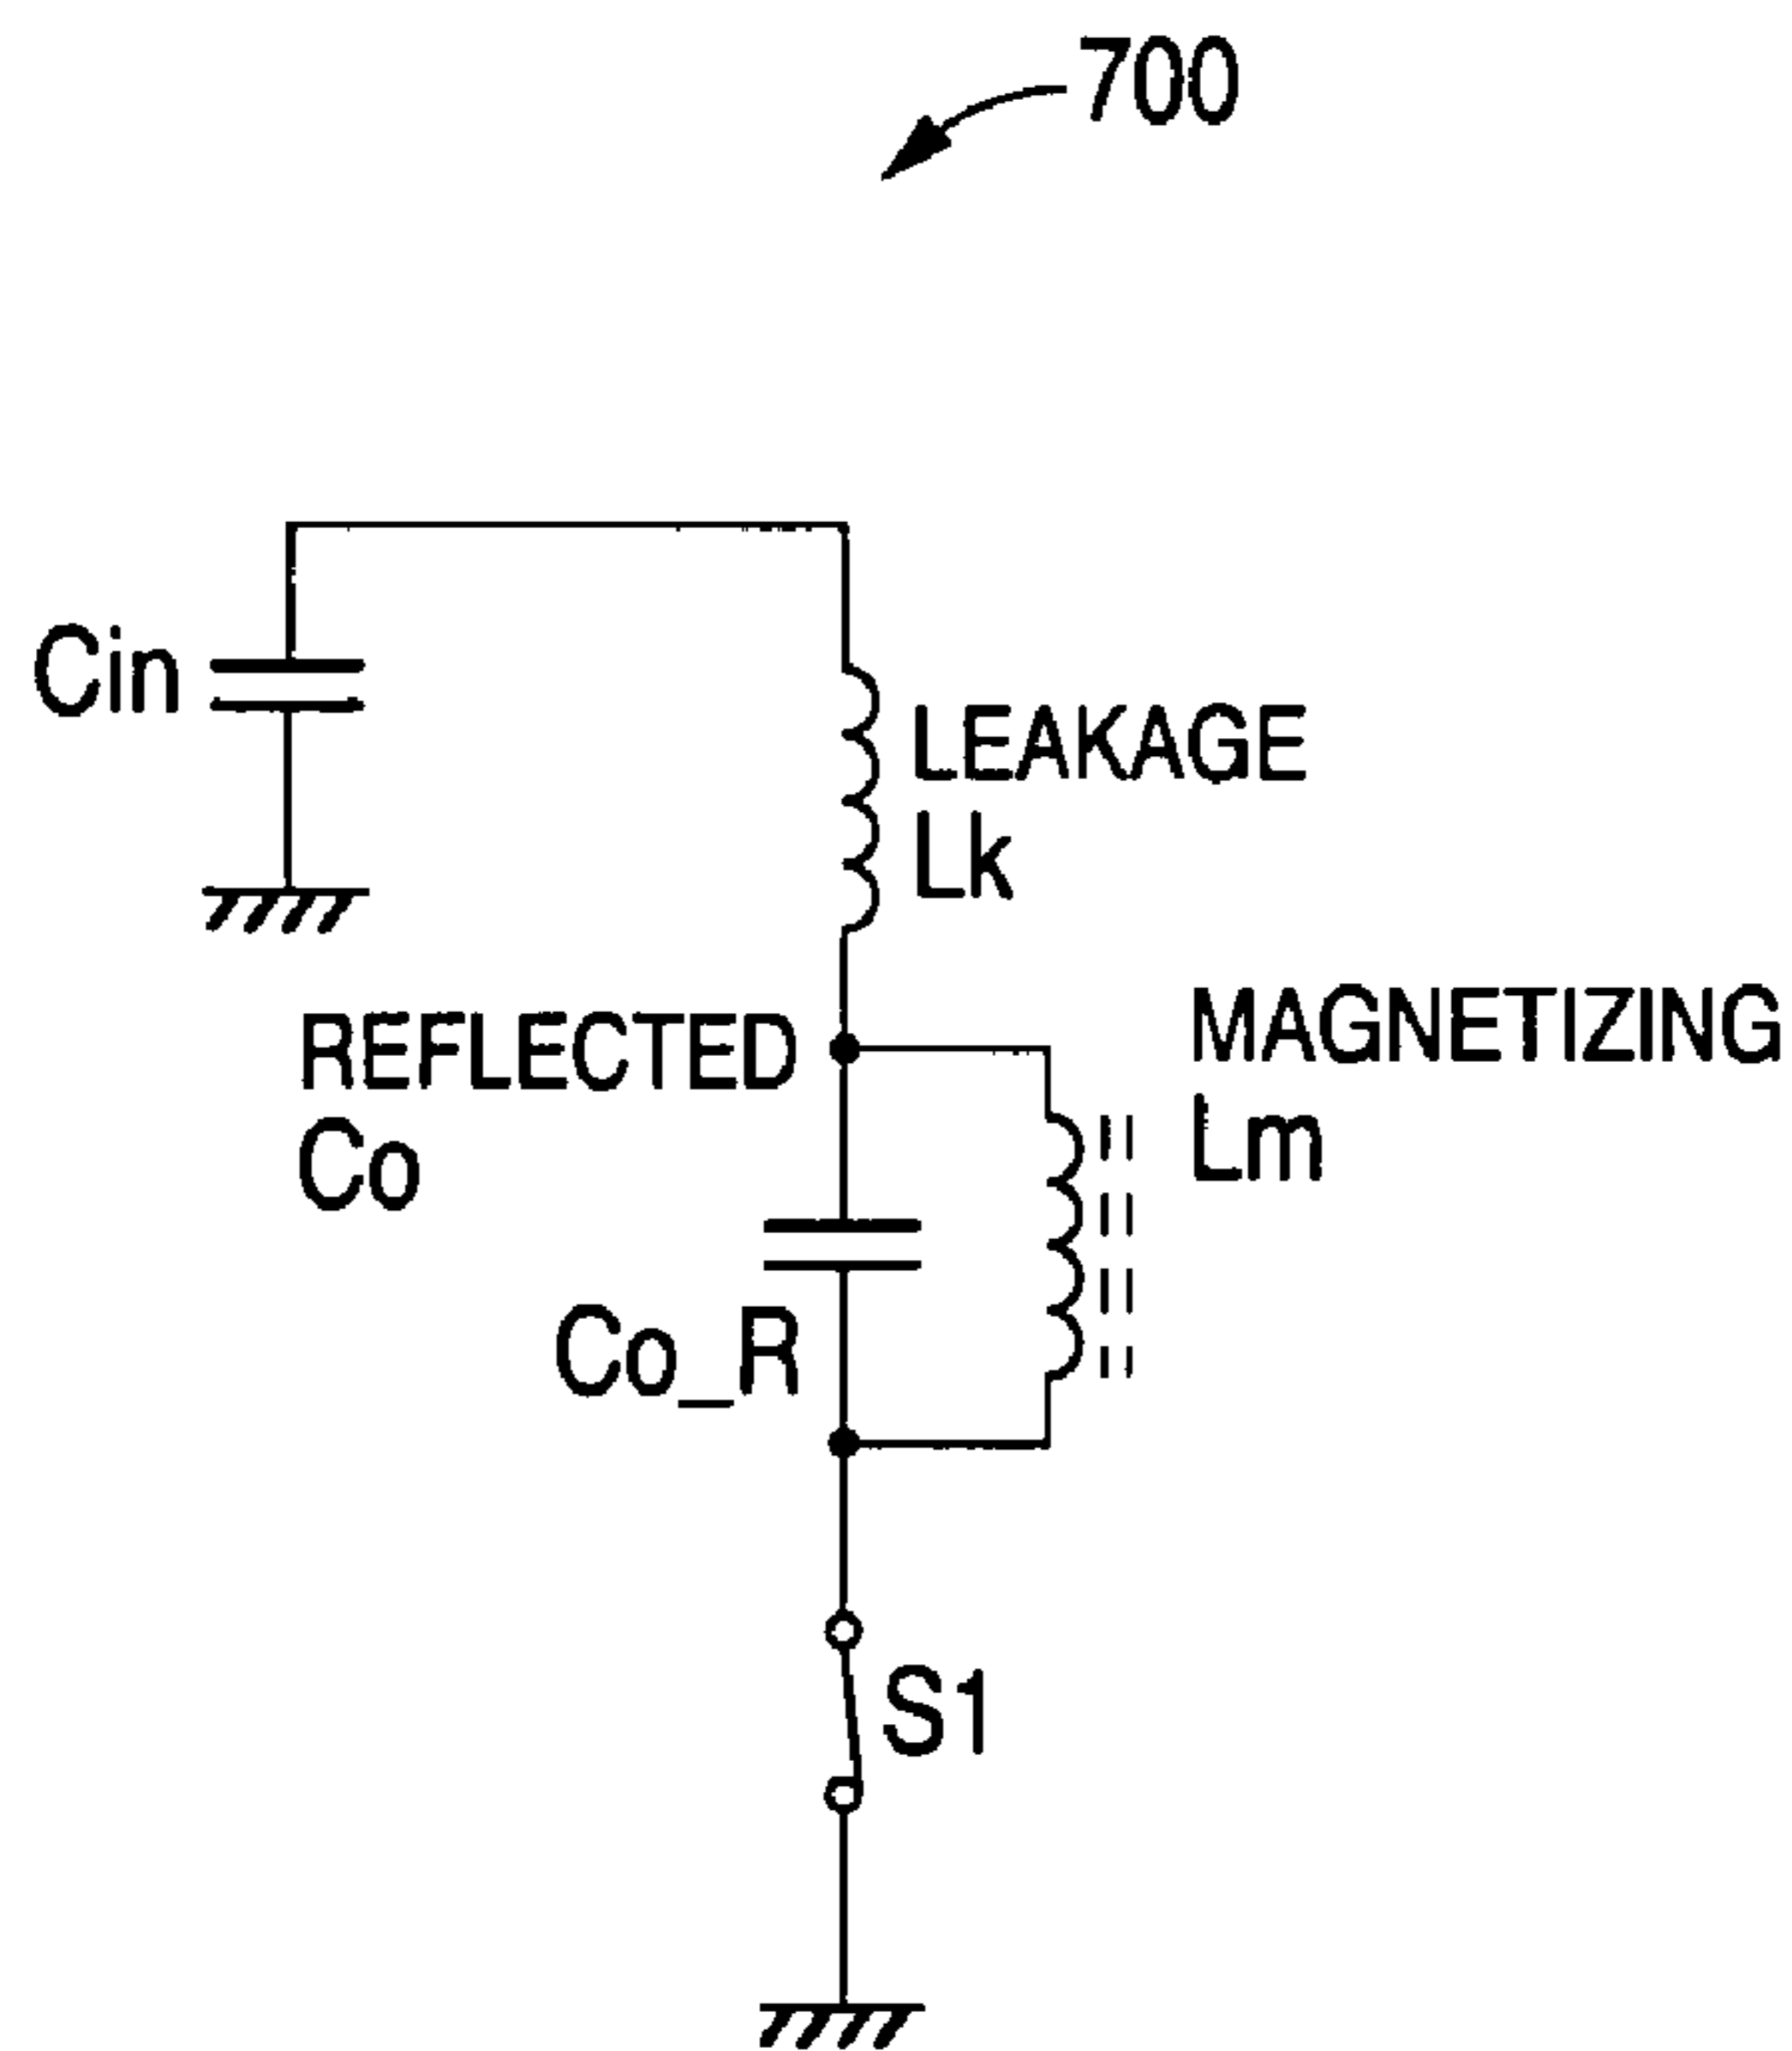 700
Cin
LEAKAGE
Lk
REFLECTED
Co
MAGNETIZING
Lm
Co_R
S1